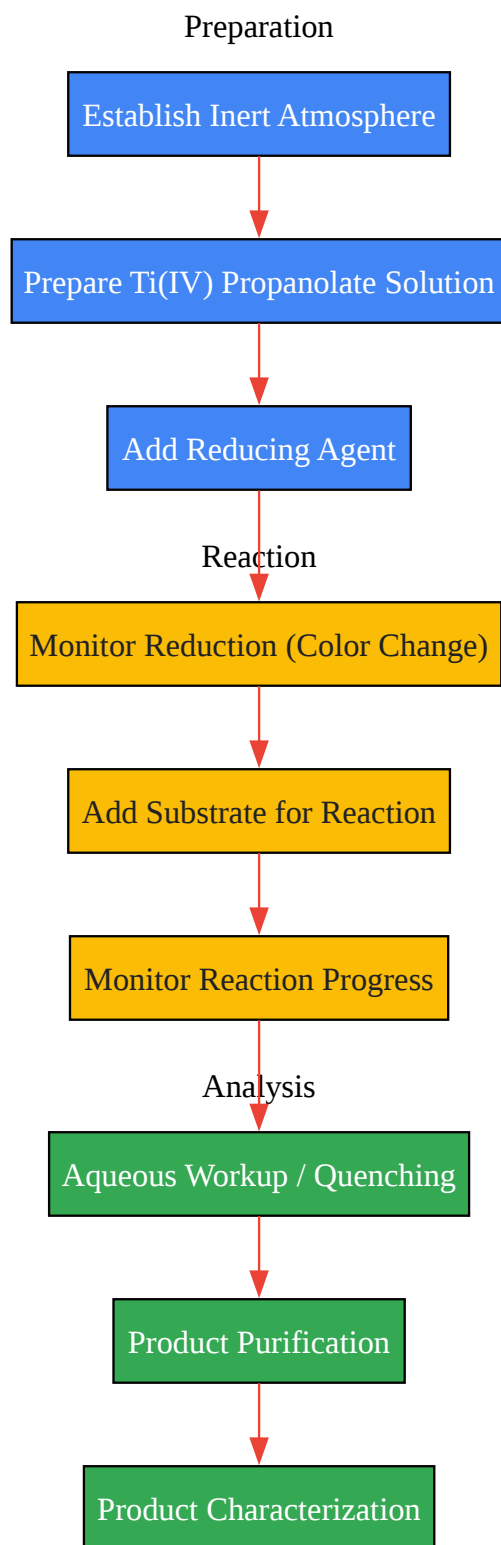 Preparation
Establish Inert Atmosphere
Prepare Ti(IV) Propanolate Solution
Add Reducing Agent
Reaction
Monitor Reduction (Color Change)
Add Substrate for Reaction
Monitor Reaction Progress
Analysis
Aqueous Workup / Quenching
Product Purification
Product Characterization